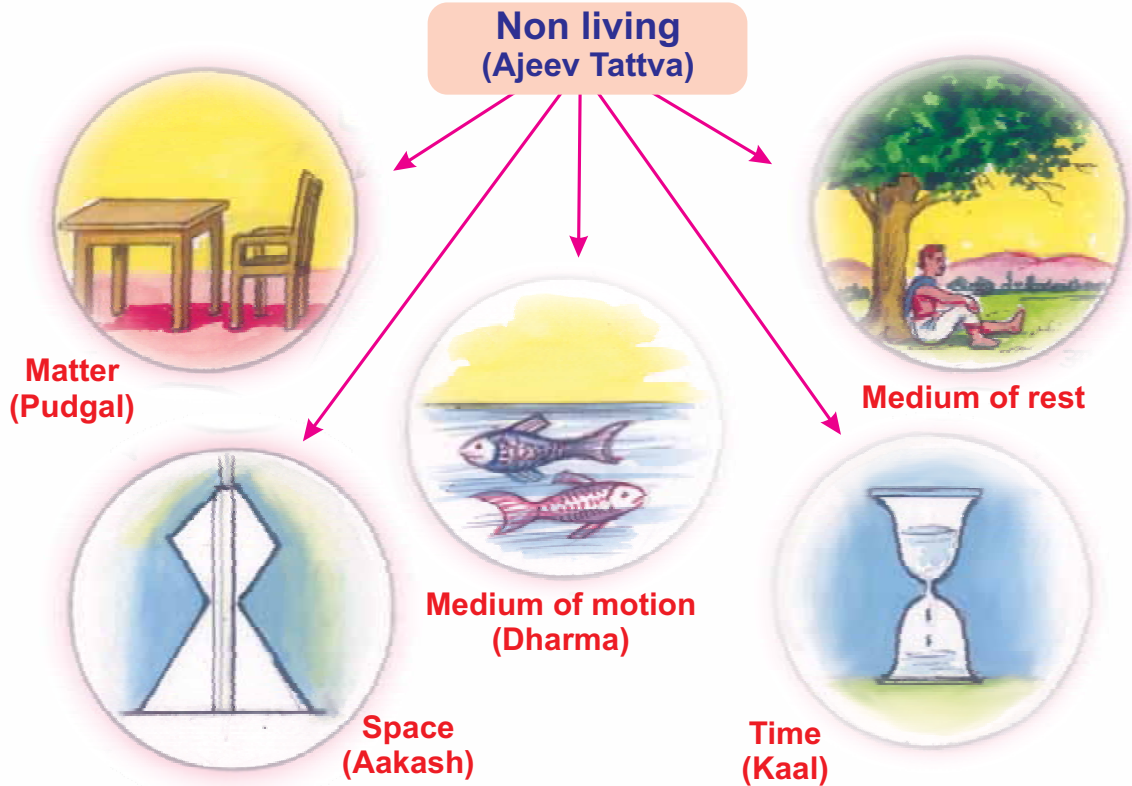 Non living
(Ajeev Tattva)
Matter
(Pudgal)
Medium of rest
Medium of motion
(Dharma)
Space
(Aakash)
Time
(Kaal)